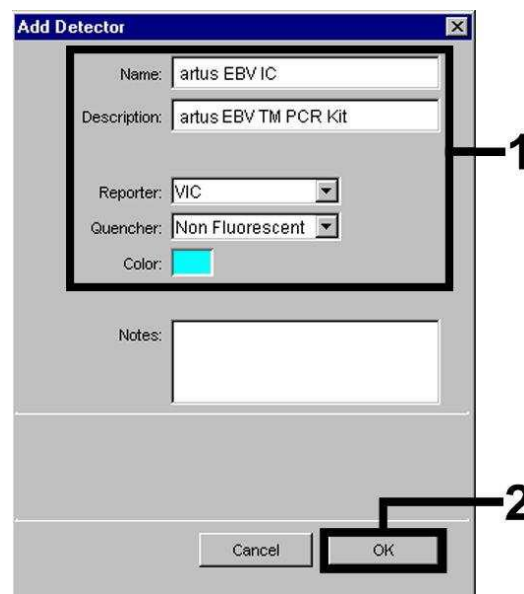 Add Detector
Name: artus EBV IC
Description: artus EBV TM PCR Kit
1
Reporter: VIC
Quencher: Non Fluorescent
Color:
Notes:
2
Cancel OK